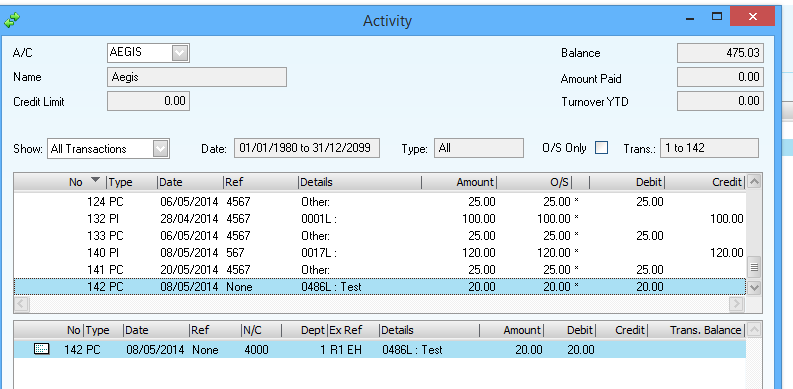 Activity
A/C AEGIS Balance 475.03
Name Aegis Amount Paid 0.00
Credit Limit 0.00 Turnover YTD 0.00
Show: All Transactions Date: 01/01/1980 to 31/12/2099 Type: All O/S Only Trans.: 1 to 142
No Type Date Ref Details Amount O/S Debit Credit
124 PC 06/05/2014 4567 Other: 25.00 25.00 * 25.00
132 PI 28/04/2014 4567 0001L : 100.00 100.00 * 100.00
133 PC 06/05/2014 4567 Other: 25.00 25.00 * 25.00
140 PI 08/05/2014 567 0017L : 120.00 120.00 * 120.00
141 PC 20/05/2014 4567 Other: 25.00 25.00 * 25.00
142 PC 08/05/2014 None 0486L : Test 20.00 20.00 * 20.00
No Type Date Ref N/C Dept Ex Ref Details Amount Debit Credit Trans. Balance
142 PC 08/05/2014 None 4000 1 R1 EH 0486L : Test 20.00 20.00